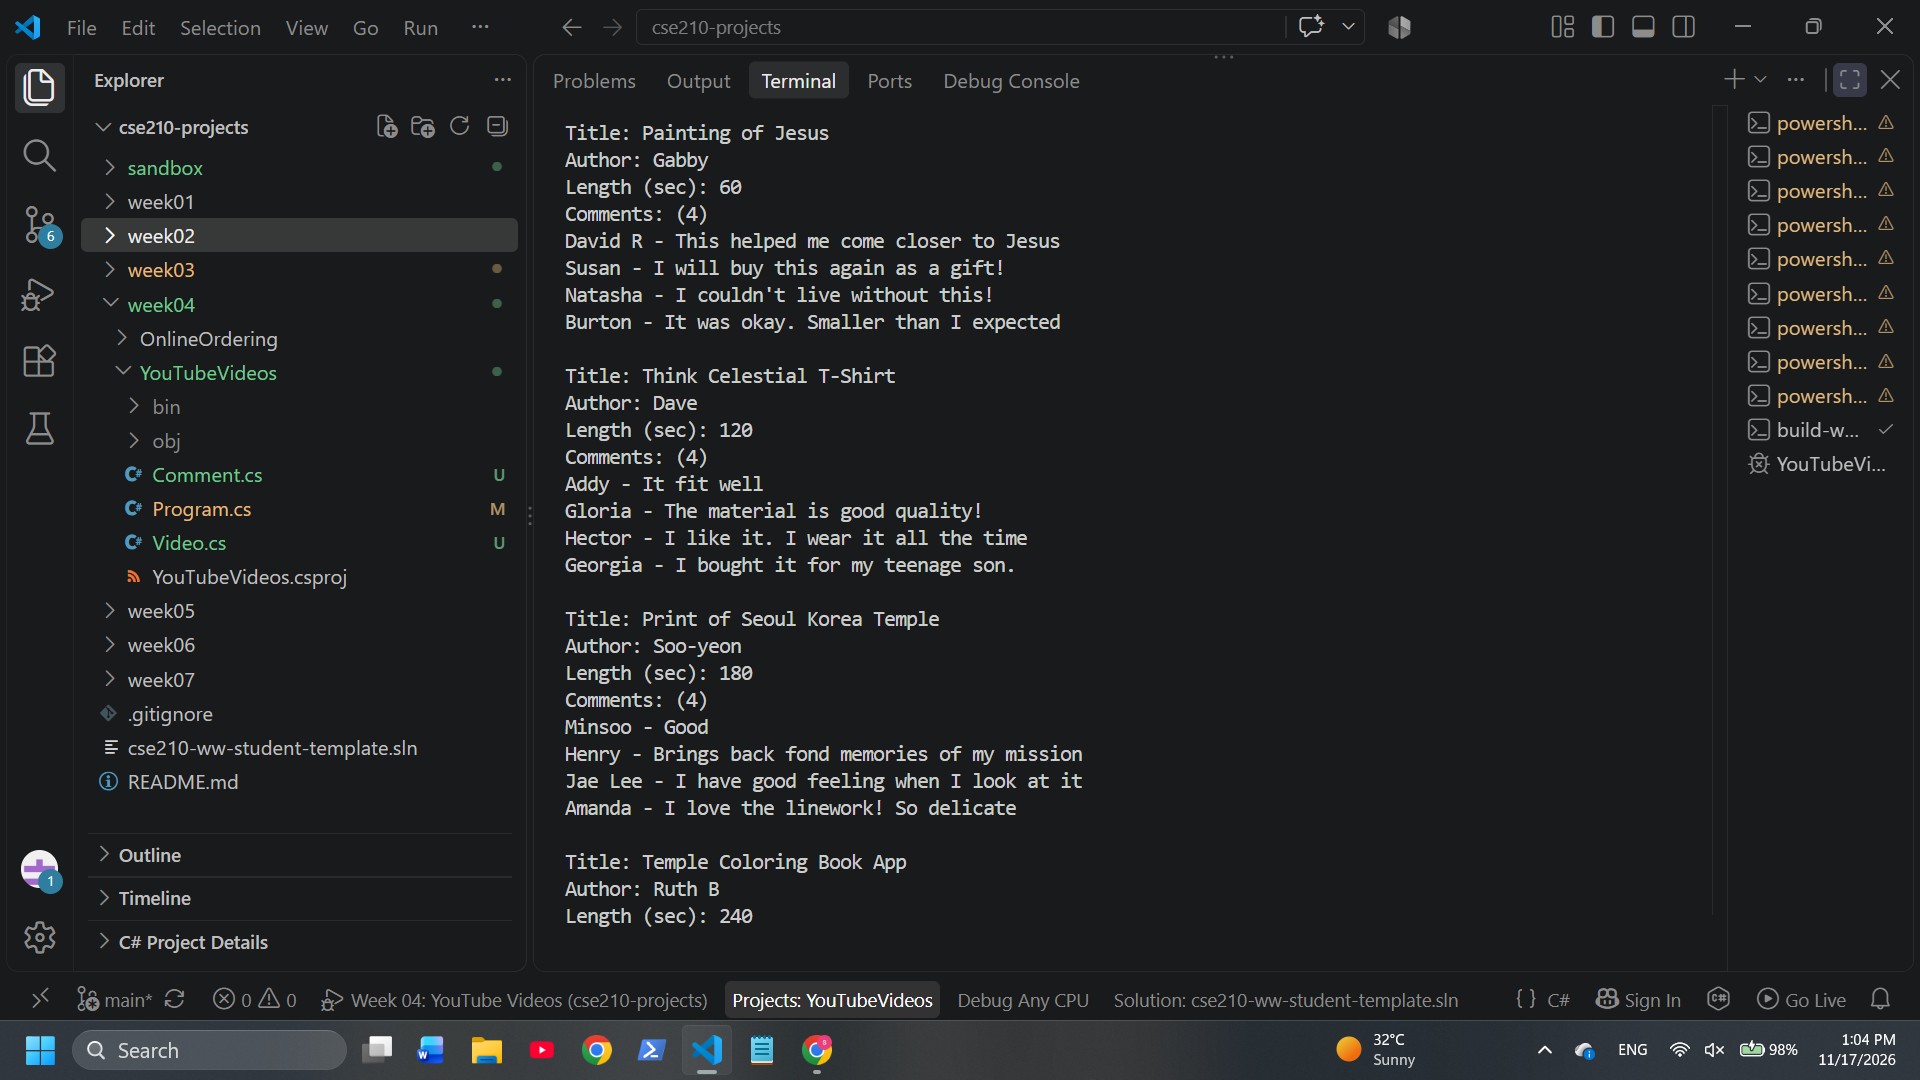 File Edit Selection View Go Run ...
cse210-projects
Explorer
cse210-projects
sandbox
week01
week02
week03
week04
OnlineOrdering
YouTubeVideos
bin
obj
Comment.cs U
Program.cs M
Video.cs U
YouTubeVideos.csproj
week05
week06
week07
.gitignore
cse210-ww-student-template.sln
README.md
Outline
Timeline
C# Project Details
6
1
Problems Output Terminal Ports Debug Console
Title: Painting of Jesus
Author: Gabby
Length (sec): 60
Comments: (4)
David R - This helped me come closer to Jesus
Susan - I will buy this again as a gift!
Natasha - I couldn't live without this!
Burton - It was okay. Smaller than I expected
Title: Think Celestial T-Shirt
Author: Dave
Length (sec): 120
Comments: (4)
Addy - It fit well
Gloria - The material is good quality!
Hector - I like it. I wear it all the time
Georgia - I bought it for my teenage son.
Title: Print of Seoul Korea Temple
Author: Soo-yeon
Length (sec): 180
Comments: (4)
Minsoo - Good
Henry - Brings back fond memories of my mission
Jae Lee - I have good feeling when I look at it
Amanda - I love the linework! So delicate
Title: Temple Coloring Book App
Author: Ruth B
Length (sec): 240
powersh...
powersh...
powersh...
powersh...
powersh...
powersh...
powersh...
powersh...
powersh...
build-w...
YouTubeVi...
main* 0 0 Week 04: YouTube Videos (cse210-projects) Projects: YouTubeVideos Debug Any CPU Solution: cse210-ww-student-template.sln { } C# Sign In Go Live
Search
32°C
Sunny
ENG
98%
1:04 PM
11/17/2026